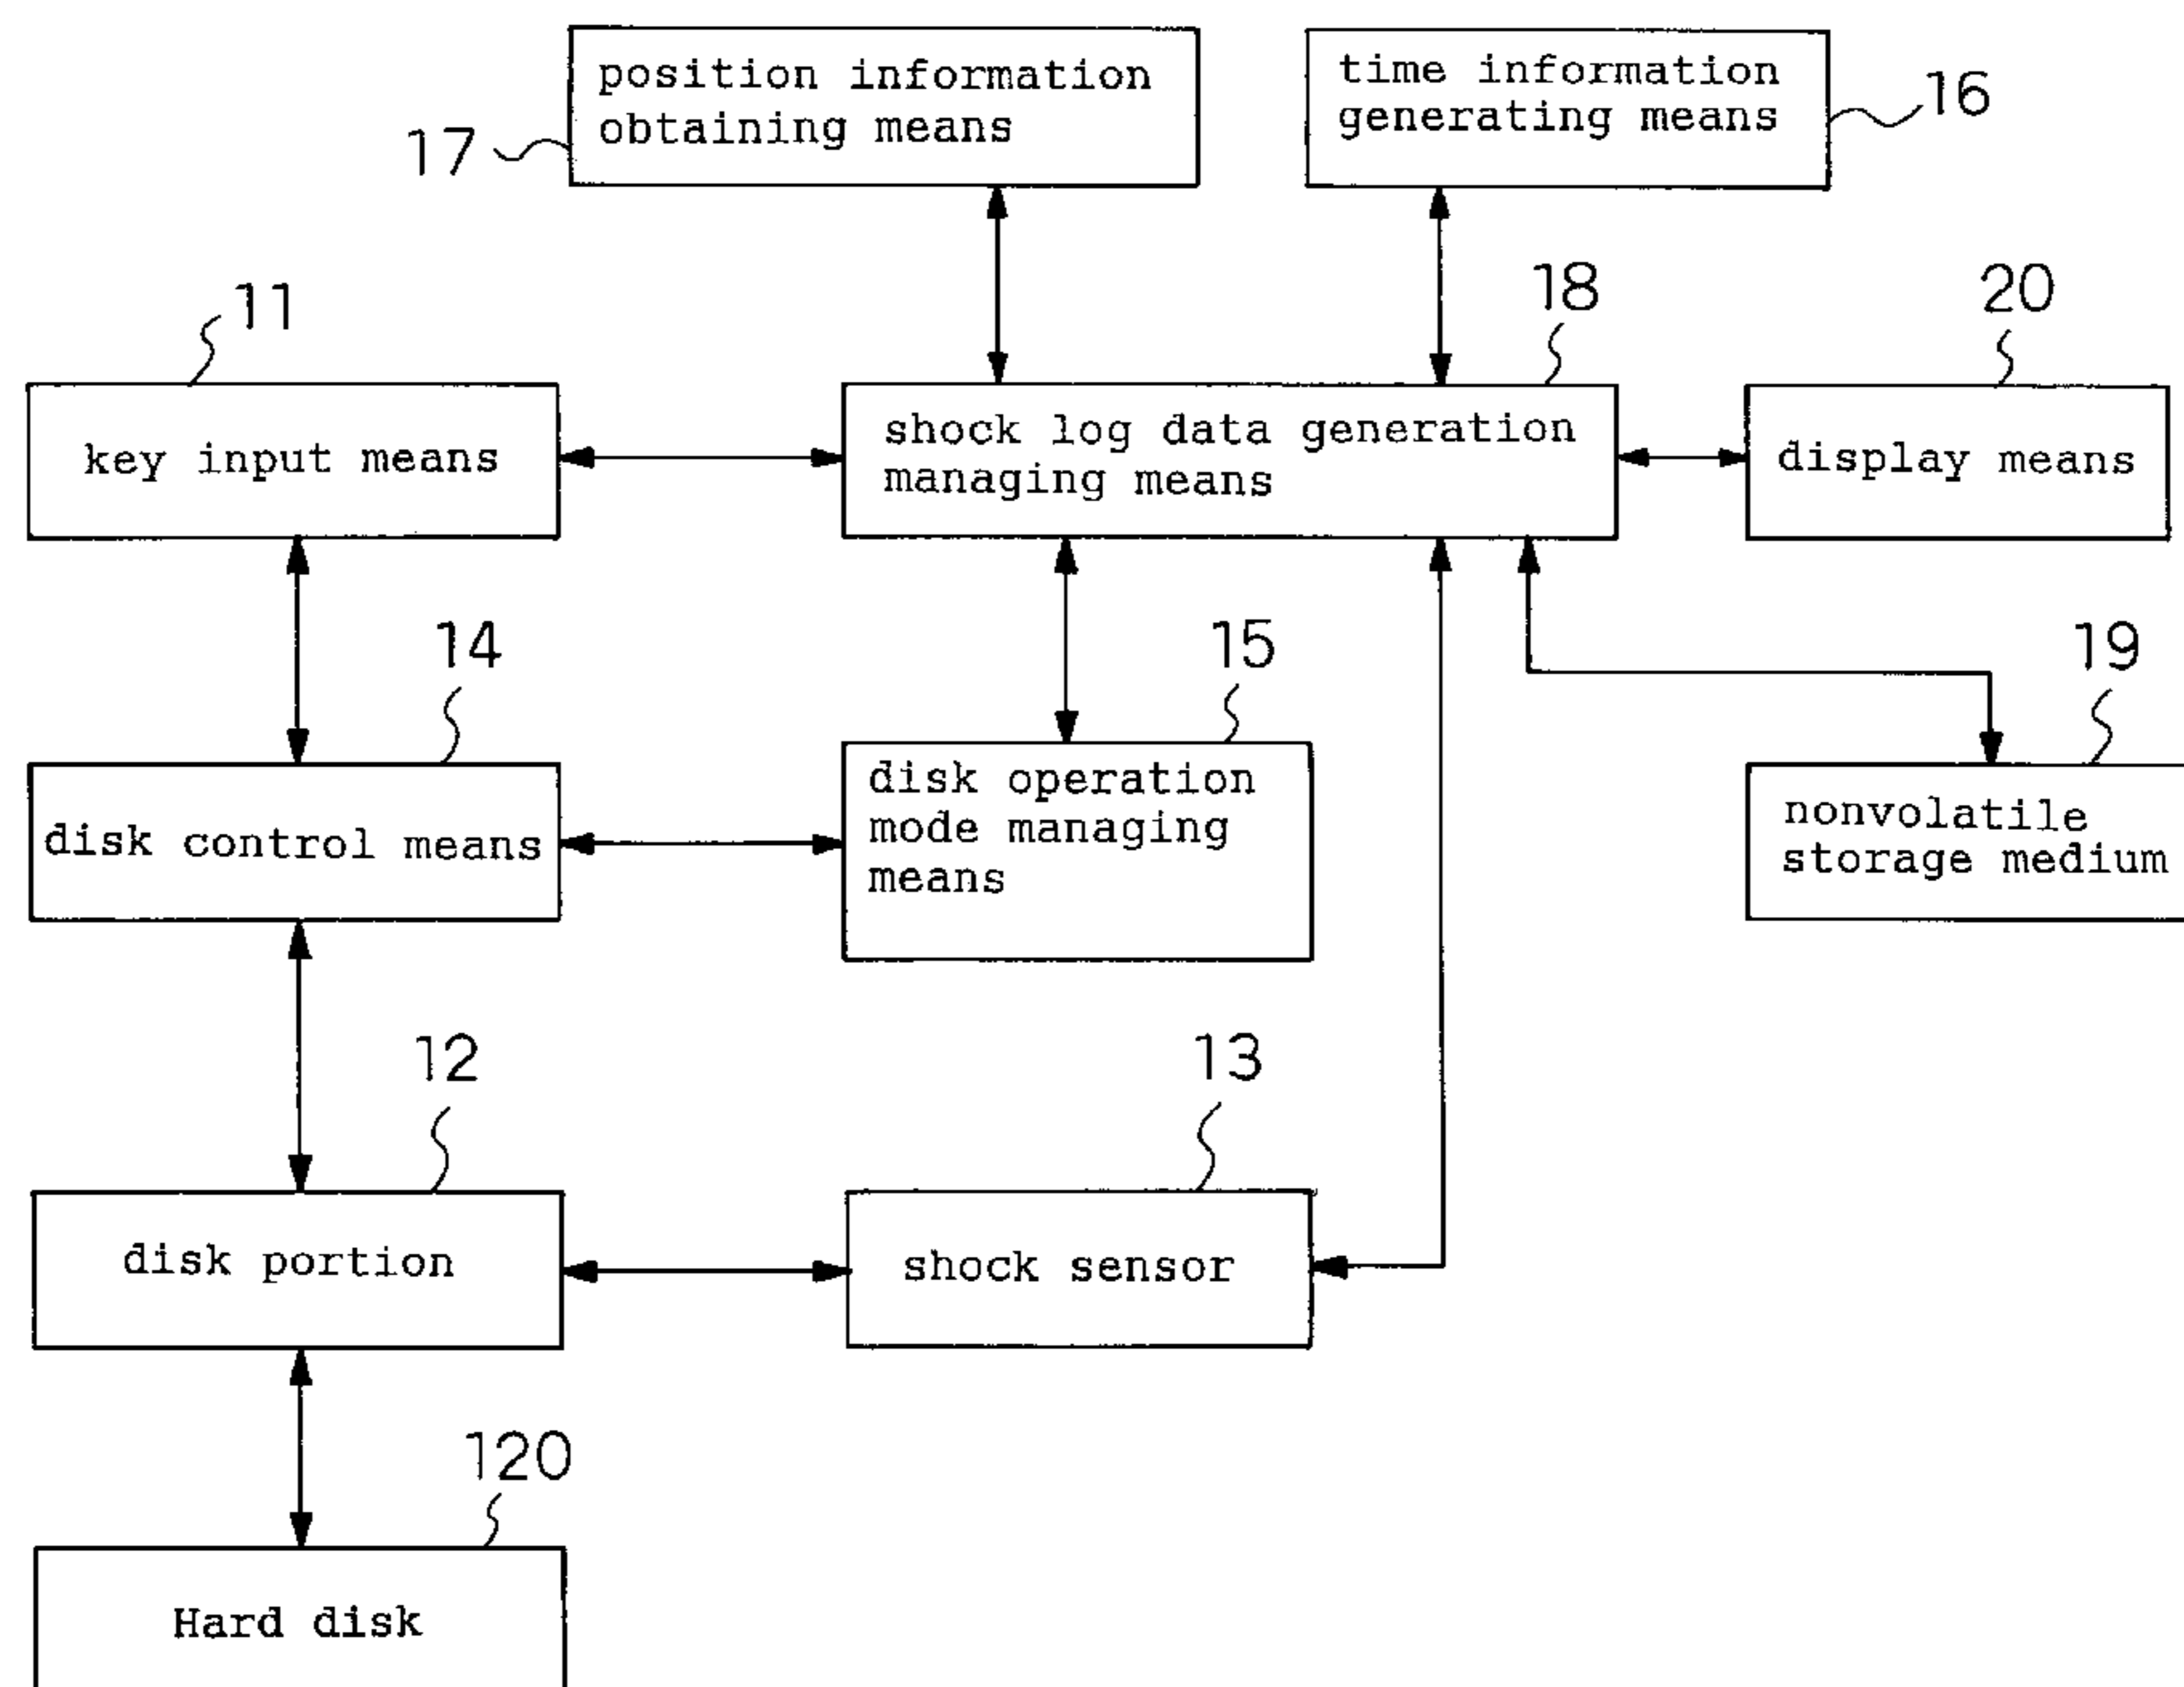 position information
obtaining means
17
time information
generating means
16
11
18
20
key input means
shock log data generation
managing means
display means
14
15
19
disk control means
disk operation
mode managing
means
nonvolatile
storage medium
12
13
disk portion
shock sensor
120
Hard disk